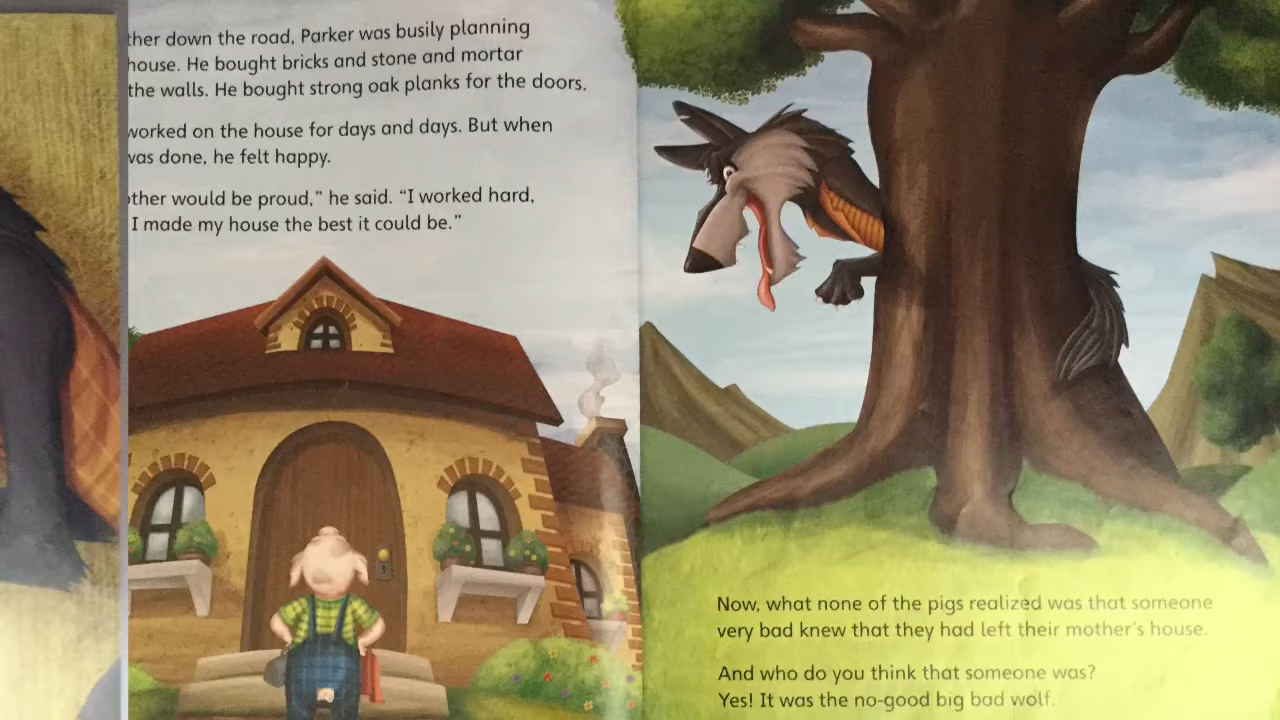 ther down the road, Parker was busily planning
house. He bought bricks and stone and mortar
the walls. He bought strong oak planks for the doors.
worked on the house for days and days. But when
was done, he felt happy.
other would be proud,” he said. “I worked hard,
I made my house the best it could be.”
Now, what none of the pigs realized was that someone
very bad knew that they had left their mother's house.
And who do you think that someone was?
Yes! It was the no-good big bad wolf.